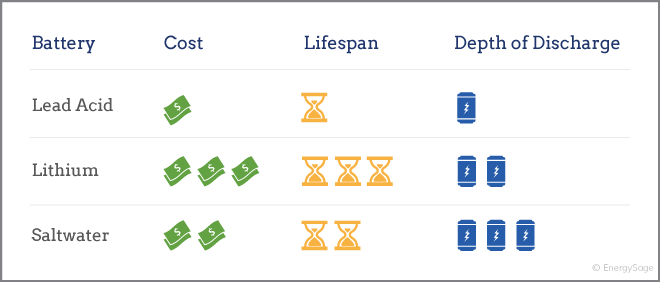 Battery Cost Lifespan Depth of Discharge
Lead Acid
Lithium
Saltwater
© EnergySage